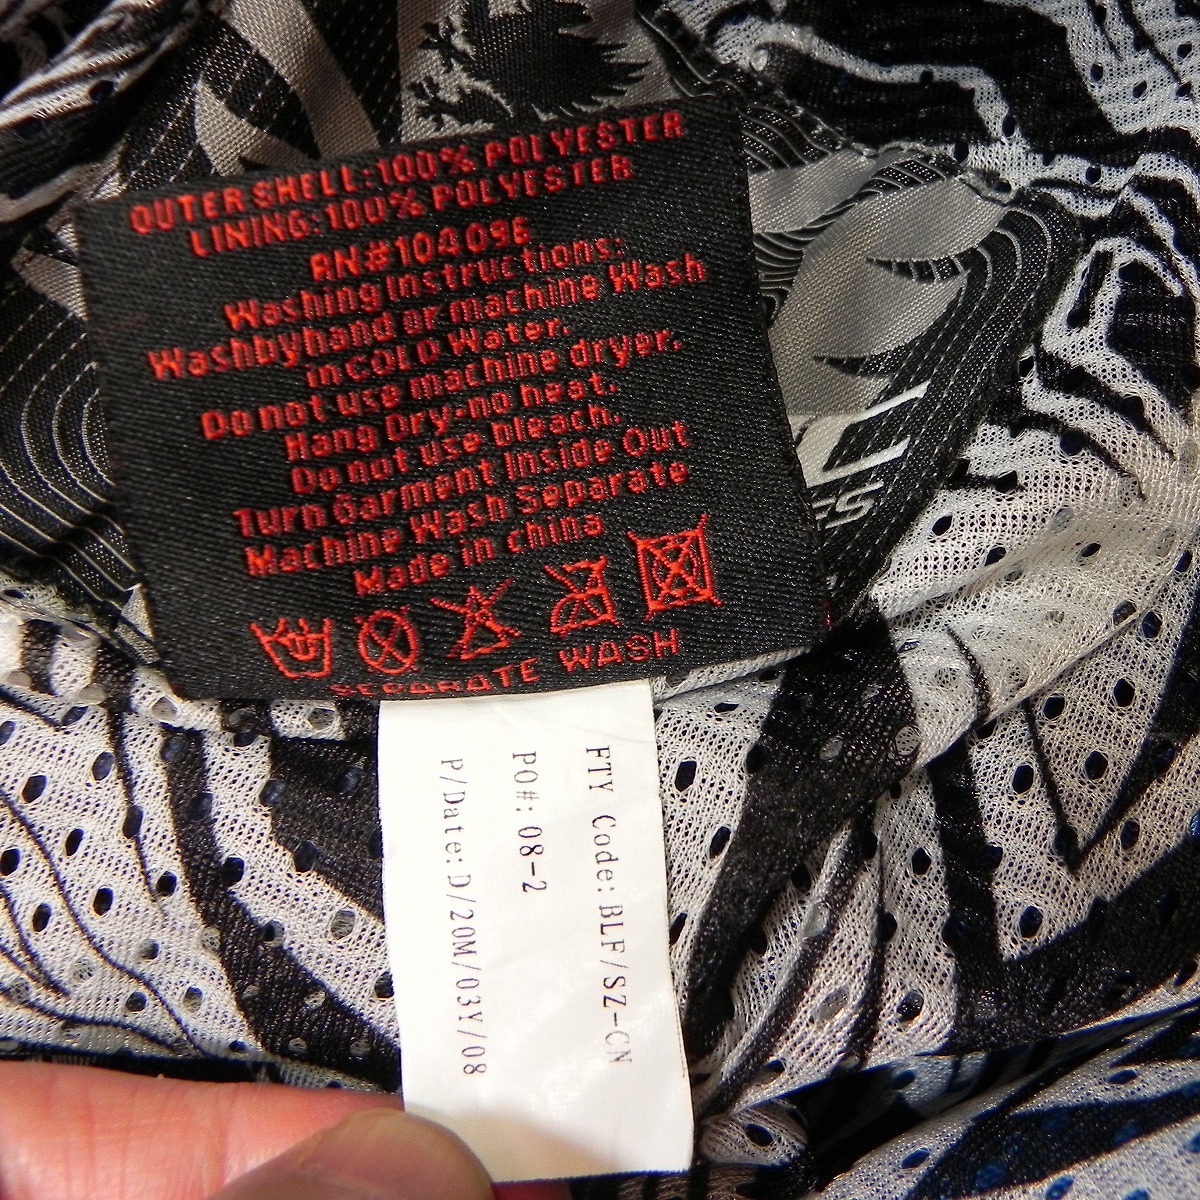 OUTER SHELL:100% POLYESTER
LINING:100% POLYESTER
RN#104096
Washing Instructions:
Washbyhand or machine Wash
in COLD Water.
Do not use machine dryer.
Hang Dry-no heat.
Do not use bleach.
Turn Garment Inside Out
Machine Wash Separate
Made in china
SEPARATE WASH
FTY Code: BLF/SZ-CN
PO#: 08-2
P/Date: D/20M/03Y/08